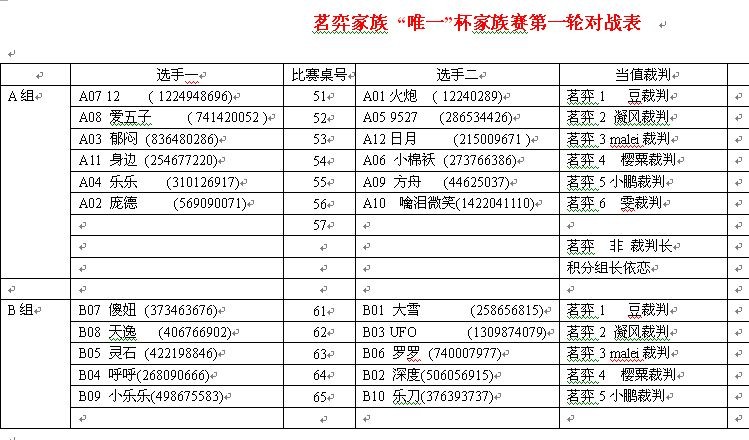 茗弈家族 “唯一”杯家族赛第一轮对战表
选手一 比赛桌号 选手二 当值裁判
A 组 A07 12 ( 1224948696) 51 A01 火炮 ( 12240289) 茗弈 1 豆裁判
A08 爱五子 ( 741420052 ) 52 A05 9527 (286534426) 茗弈 2 凝风裁判
A03 郁闷 (836480286) 53 A12 日月 (215009671 ) 茗弈 3 malei 裁判
A11 身边 (254677220) 54 A06 小棉袄 (273766386) 茗弈 4 樱粟裁判
A04 乐乐 (310126917) 55 A09 方舟 (44625037) 茗弈 5 小鹏裁判
A02 庞德 (569090071) 56 A10 噙泪微笑(1422041110) 茗弈 6 雯裁判
57
茗弈 非 裁判长
积分组长依恋
B 组 B07 傻妞 (373463676) 61 B01 大雪 (258656815) 茗弈 1 豆裁判
B08 天逸 (406766902) 62 B03 UFO (1309874079) 茗弈 2 凝风裁判
B05 灵石 (422198846) 63 B06 罗罗 (740007977) 茗弈 3 malei 裁判
B04 呼呼(268090666) 64 B02 深度(506056915) 茗弈 4 樱粟裁判
B09 小乐乐(498675583) 65 B10 乐刀(376393737) 茗弈 5 小鹏裁判